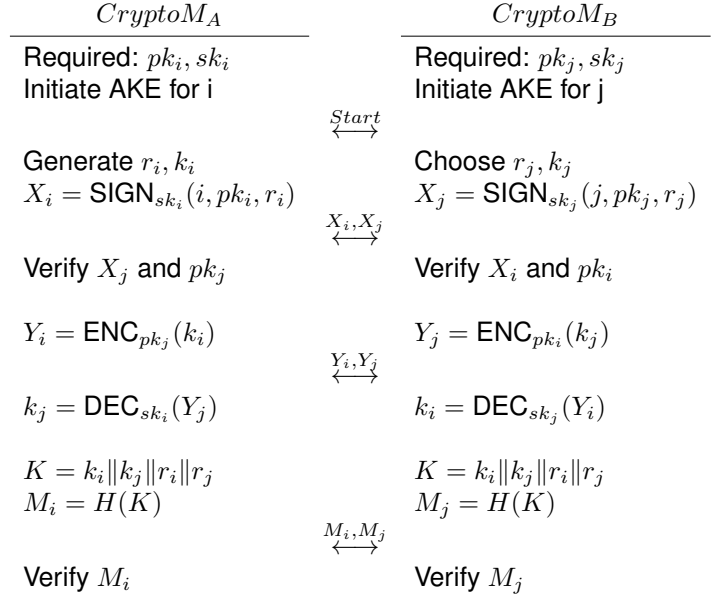 CryptoM_A CryptoM_B
Required: pk_i, sk_i Required: pk_j, sk_j
Initiate AKE for i Initiate AKE for j
Start
⟷
Generate r_i, k_i Choose r_j, k_j
X_i = SIGN_{sk_i}(i, pk_i, r_i) X_j = SIGN_{sk_j}(j, pk_j, r_j)
X_i,X_j
⟷
Verify X_j and pk_j Verify X_i and pk_i
Y_i = ENC_{pk_j}(k_i) Y_j = ENC_{pk_i}(k_j)
Y_i,Y_j
⟷
k_j = DEC_{sk_i}(Y_j) k_i = DEC_{sk_j}(Y_i)
K = k_i‖k_j‖r_i‖r_j K = k_i‖k_j‖r_i‖r_j
M_i = H(K) M_j = H(K)
M_i,M_j
⟷
Verify M_i Verify M_j